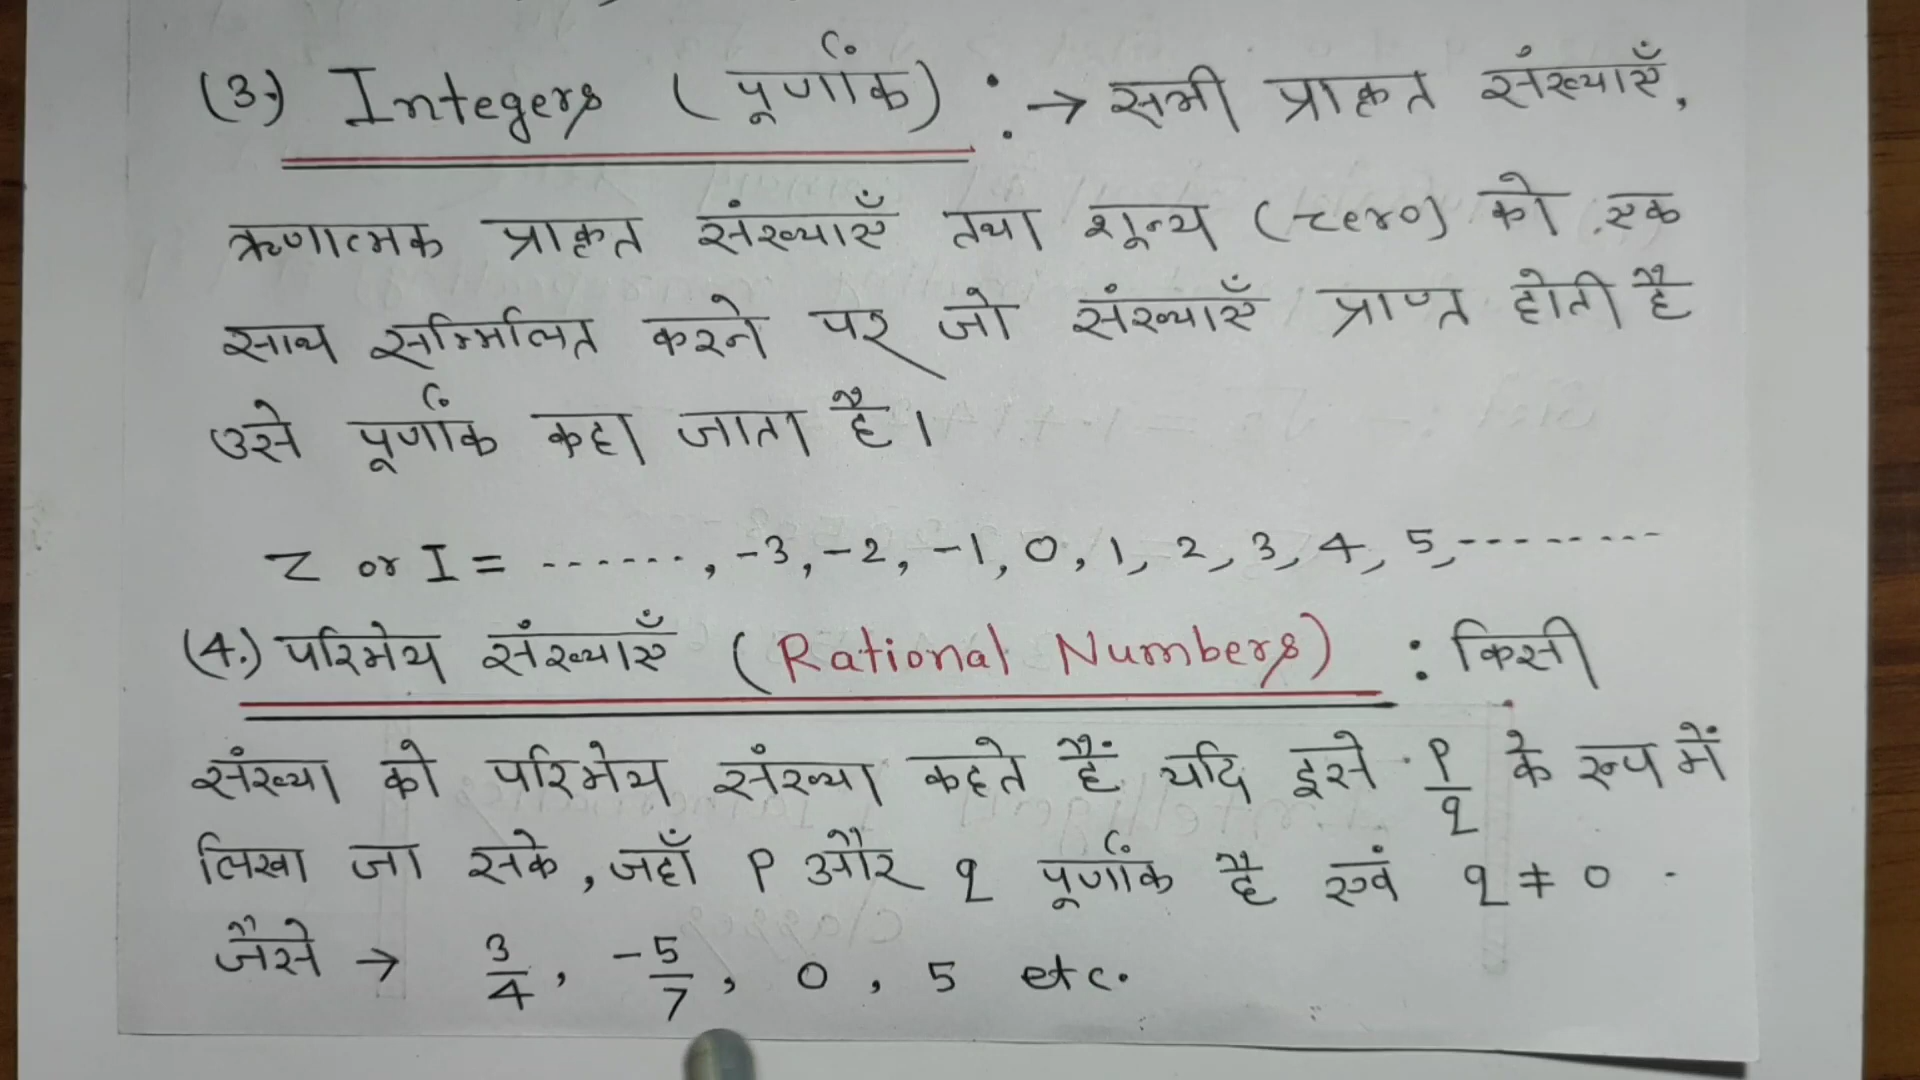 (3.) Integers (पूर्णांक) :→ सभी प्राकृत संख्याएँ,
ऋणात्मक प्राकृत संख्याएँ तथा शून्य (zero) को एक
साथ सम्मिलित करने पर जो संख्याएँ प्राप्त होती है
उसे पूर्णांक कहा जाता है।
Z or I = ......, -3, -2, -1, 0, 1, 2, 3, 4, 5, --------
(4.) परिमेय संख्याएँ (Rational Numbers) : किसी
संख्या को परिमेय संख्या कहते हैं यदि इसे p/q के रूप में
लिखा जा सके, जहाँ p और q पूर्णांक है एवं q ≠ 0
जैसे → 3/4, -5/7, 0, 5 etc.